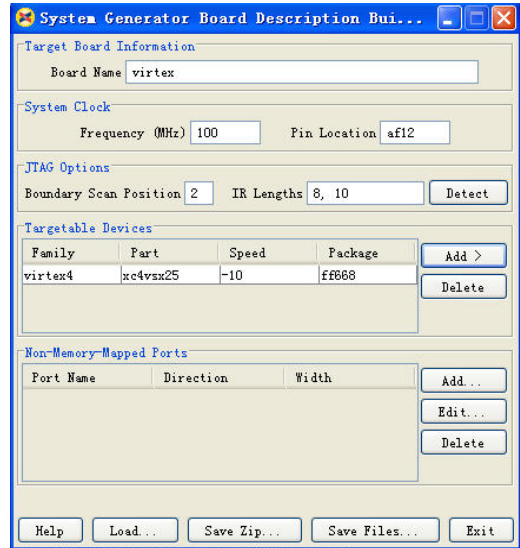 System Generator Board Description Bui...
Target Board Information
Board Name virtex
System Clock
Frequency (MHz) 100 Pin Location af12
JTAG Options
Boundary Scan Position 2 IR Lengths 8, 10 Detect
Targetable Devices
Family Part Speed Package Add >
virtex4 xc4vsx25 -10 ff668
Delete
Non-Memory-Mapped Ports
Port Name Direction Width Add...
Edit...
Delete
Help Load... Save Zip... Save Files... Exit